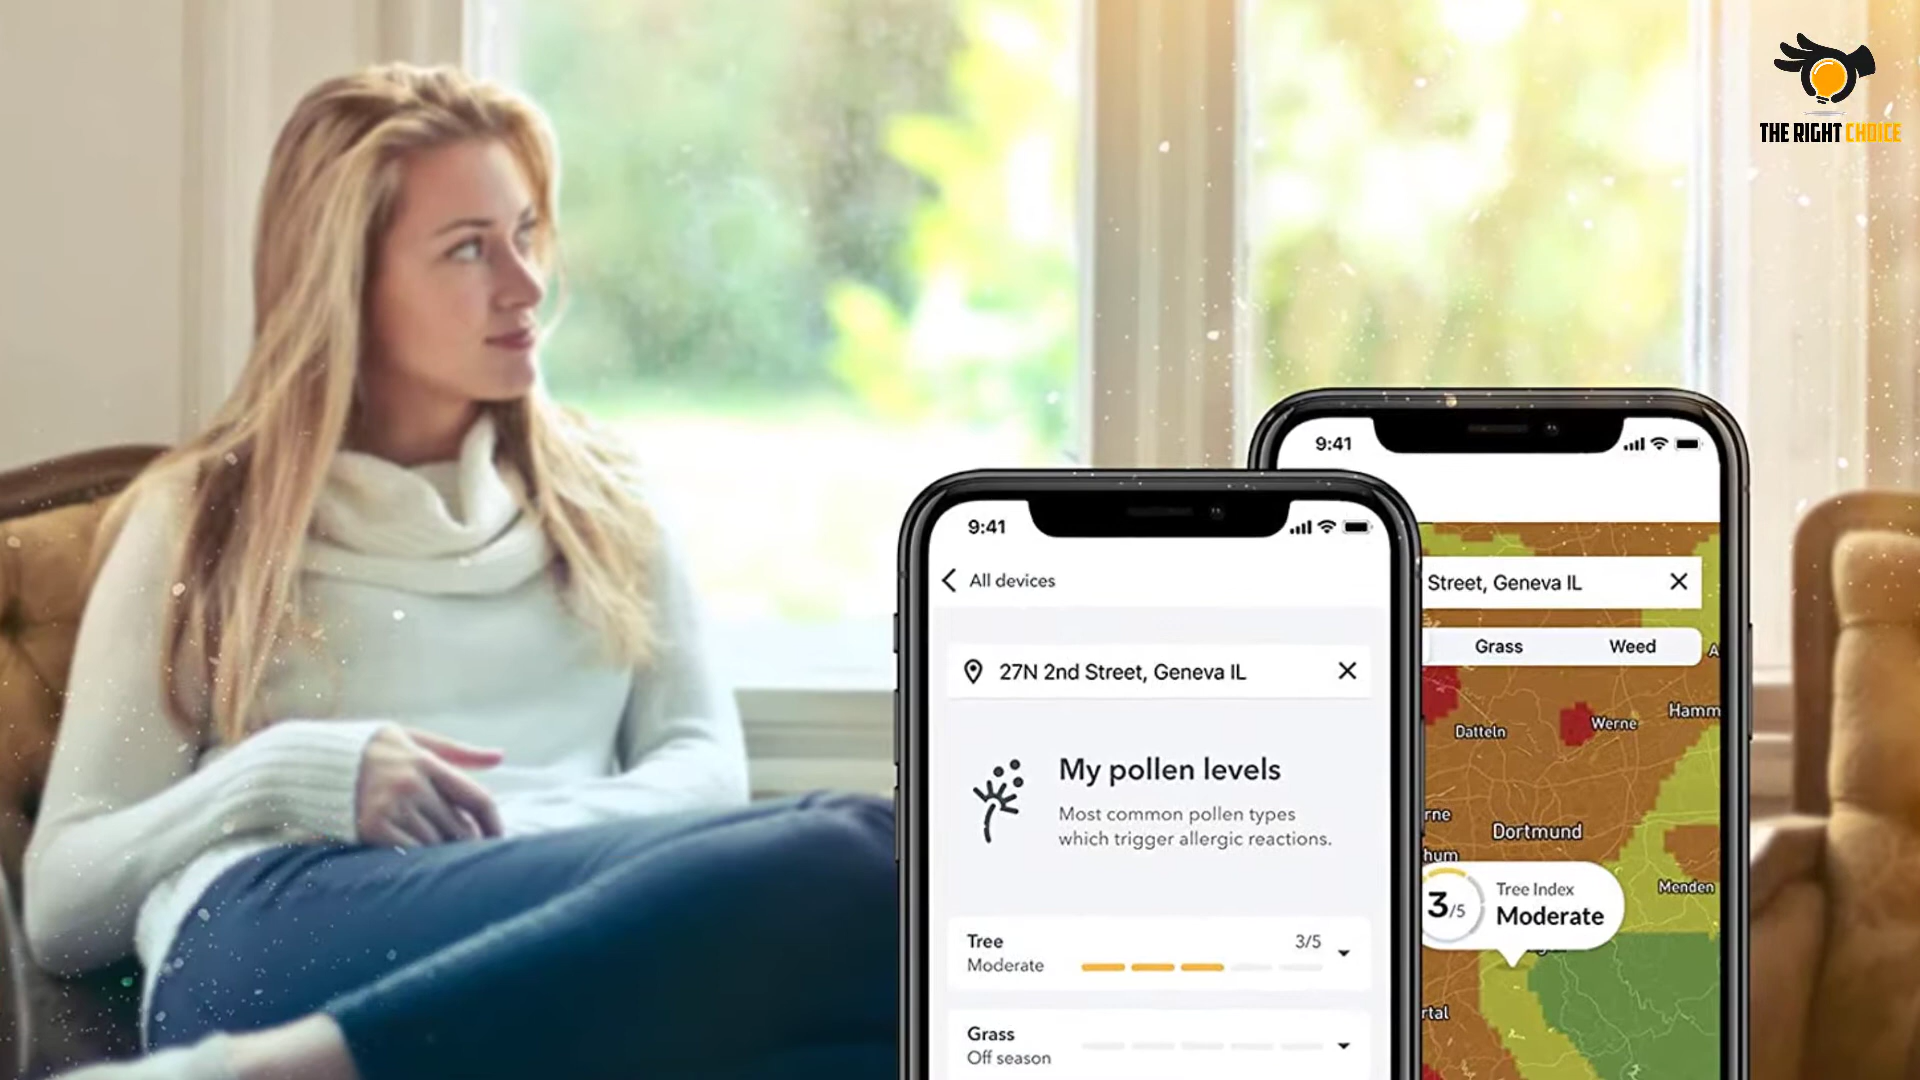 THE RIGHT CHOICE
9:41
All devices
27N 2nd Street, Geneva IL
My pollen levels
Most common pollen types
which trigger allergic reactions.
Tree
3/5
Moderate
Grass
Off season
9:41
Street, Geneva IL
Grass Weed
A
Hamm
Werne
Datteln
rne
Dortmund
hum
Menden
3/5
Tree Index
Moderate
rtal